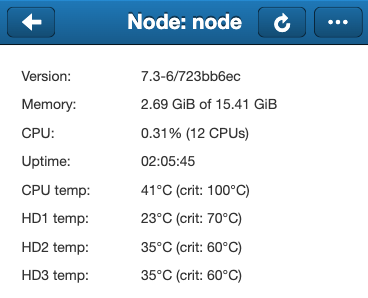 Node: node
Version: 7.3-6/723bb6ec
Memory: 2.69 GiB of 15.41 GiB
CPU: 0.31% (12 CPUs)
Uptime: 02:05:45
CPU temp: 41°C (crit: 100°C)
HD1 temp: 23°C (crit: 70°C)
HD2 temp: 35°C (crit: 60°C)
HD3 temp: 35°C (crit: 60°C)